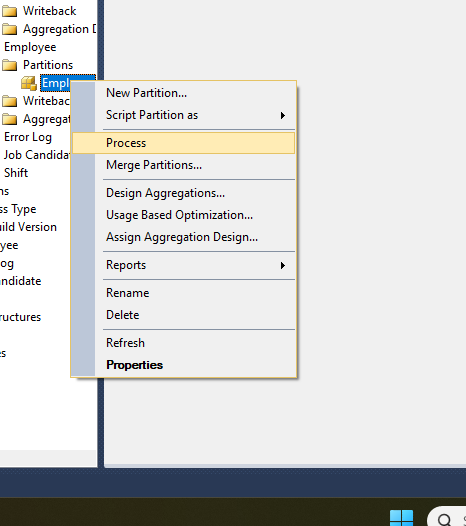 Writeback
Aggregation D
Employee
Partitions
Empl
Writeback
Aggregat
Error Log
Job Candida
Shift
ns
ss Type
uild Version
yee
og
ndidate
uctures
es
New Partition...
Script Partition as
Process
Merge Partitions...
Design Aggregations...
Usage Based Optimization...
Assign Aggregation Design...
Reports
Rename
Delete
Refresh
Properties